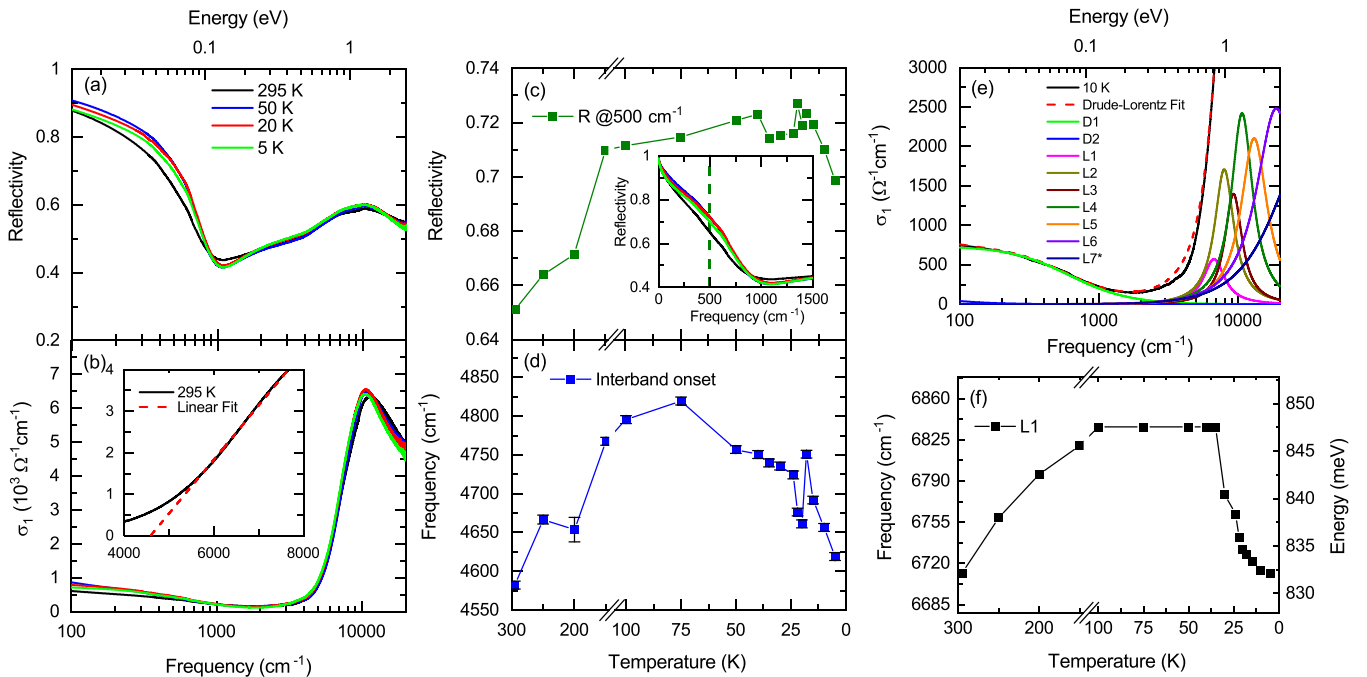 Energy (eV)
0.1 1
(a)
295 K
50 K
20 K
5 K
Reflectivity
1
0.8
0.6
0.4
0.2
(b)
295 K
Linear Fit
4
3
2
1
0
4000 6000 8000
σ1 (10^3 Ω^-1cm^-1)
7
6
5
4
3
2
1
0
100 1000 10000
Frequency (cm^-1)
(c)
R @500 cm^-1
Reflectivity
0.74
0.72
0.7
0.68
0.66
0.64
Reflectivity
1
0.8
0.6
0.4
0 500 1000 1500
Frequency (cm^-1)
(d)
Interband onset
Frequency (cm^-1)
4850
4800
4750
4700
4650
4600
4550
300 200 100 75 50 25 0
Temperature (K)
Energy (eV)
0.1 1
(e)
10 K
Drude-Lorentz Fit
D1
D2
L1
L2
L3
L4
L5
L6
L7*
σ1 (Ω^-1cm^-1)
3000
2500
2000
1500
1000
500
0
100 1000 10000
Frequency (cm^-1)
(f)
L1
Frequency (cm^-1)
6860
6825
6790
6755
6720
6685
Energy (meV)
850
845
840
835
830
300 200 100 75 50 25 0
Temperature (K)